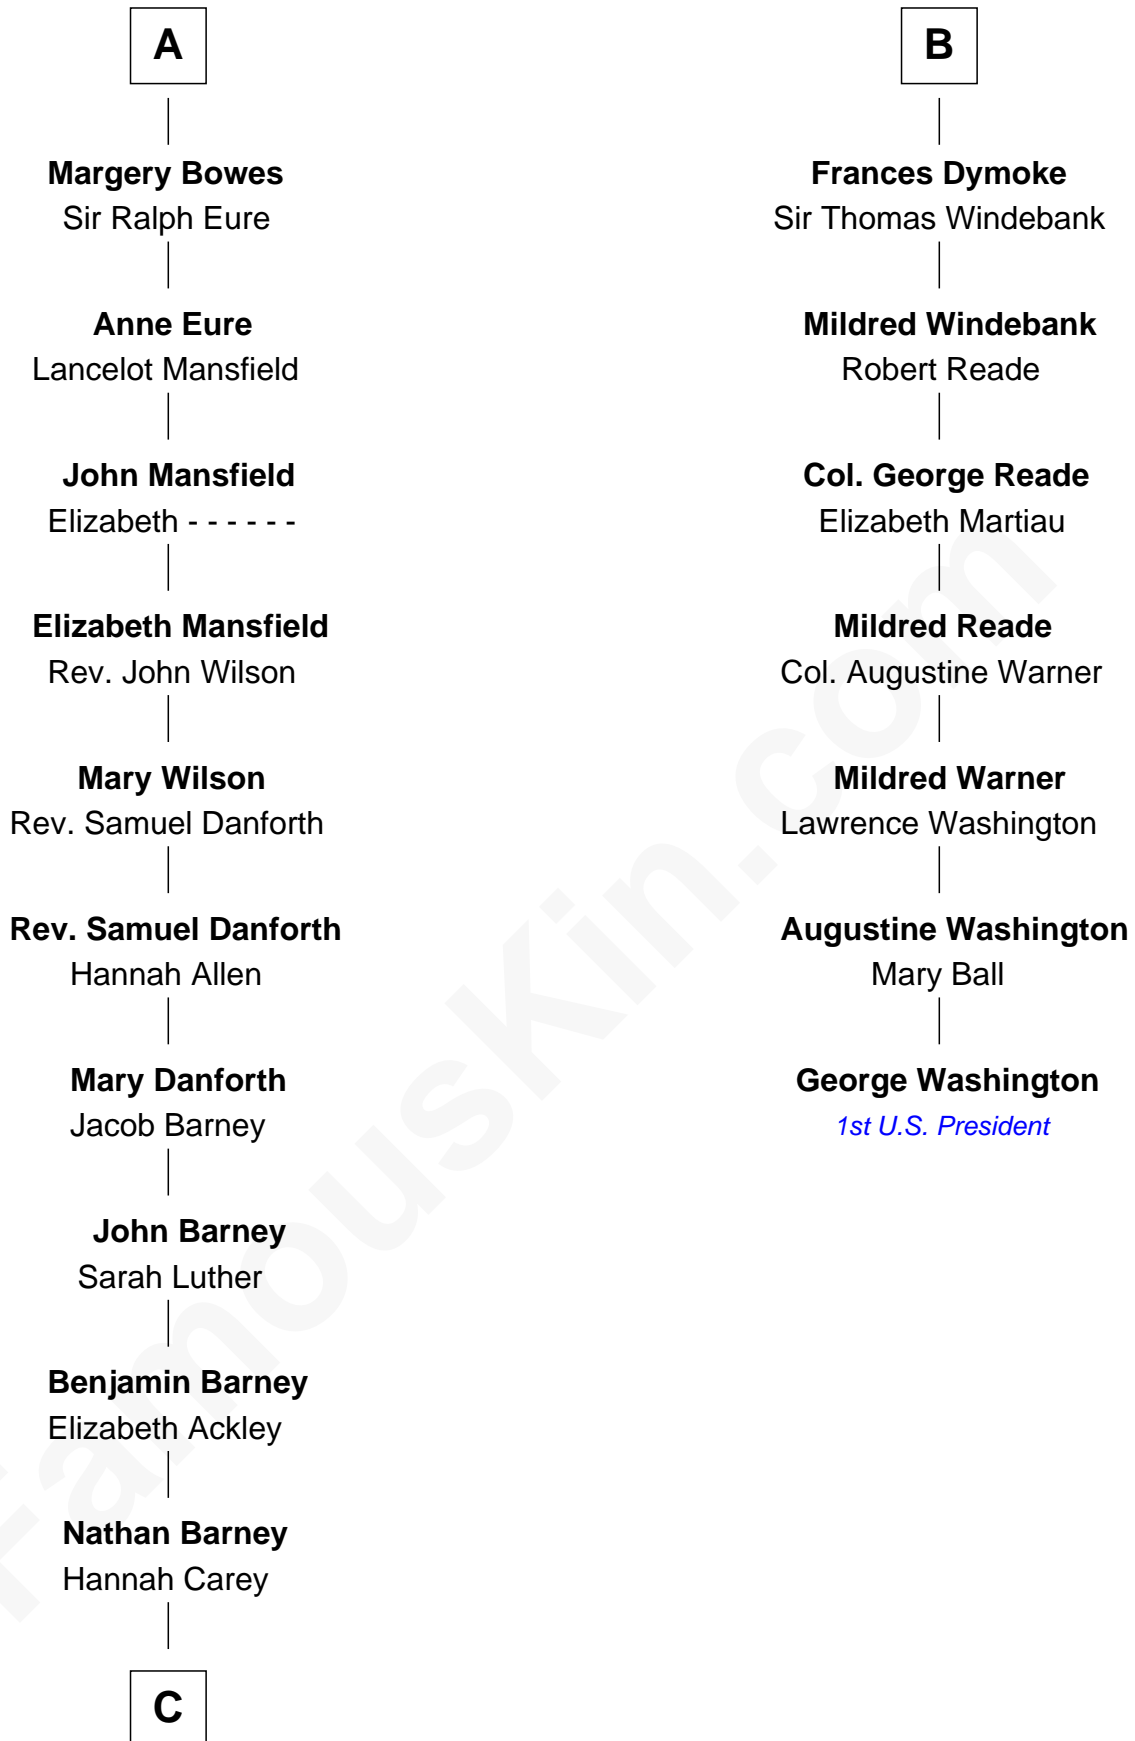 A
Margery Bowes
Sir Ralph Eure
Anne Eure
Lancelot Mansfield
John Mansfield
Elizabeth - - - - - -
Elizabeth Mansfield
Rev. John Wilson
Mary Wilson
Rev. Samuel Danforth
Rev. Samuel Danforth
Hannah Allen
Mary Danforth
Jacob Barney
John Barney
Sarah Luther
Benjamin Barney
Elizabeth Ackley
Nathan Barney
Hannah Carey
C
B
Frances Dymoke
Sir Thomas Windebank
Mildred Windebank
Robert Reade
Col. George Reade
Elizabeth Martiau
Mildred Reade
Col. Augustine Warner
Mildred Warner
Lawrence Washington
Augustine Washington
Mary Ball
George Washington
1st U.S. President
FamousKin.com